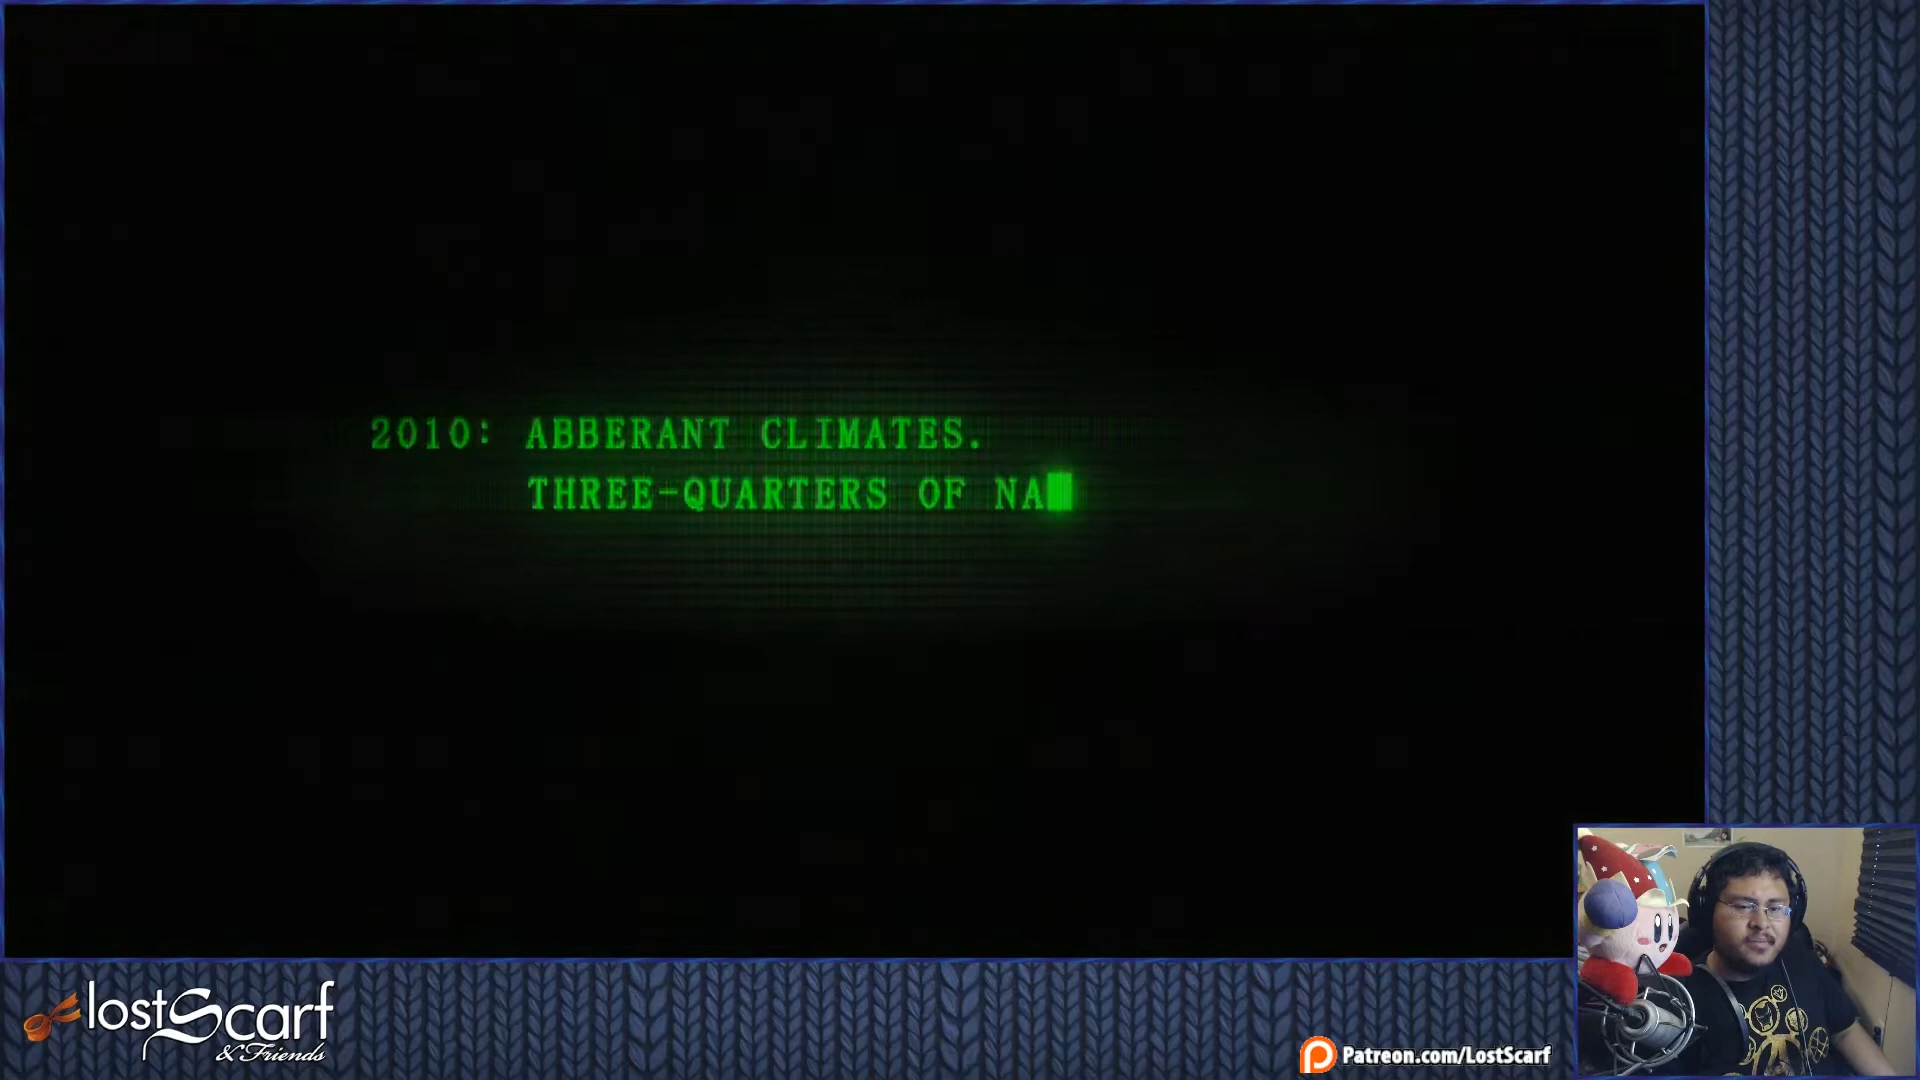 2010: ABBERANT CLIMATES.
THREE-QUARTERS OF NA
lostScarf
& Friends
Patreon.com/LostScarf